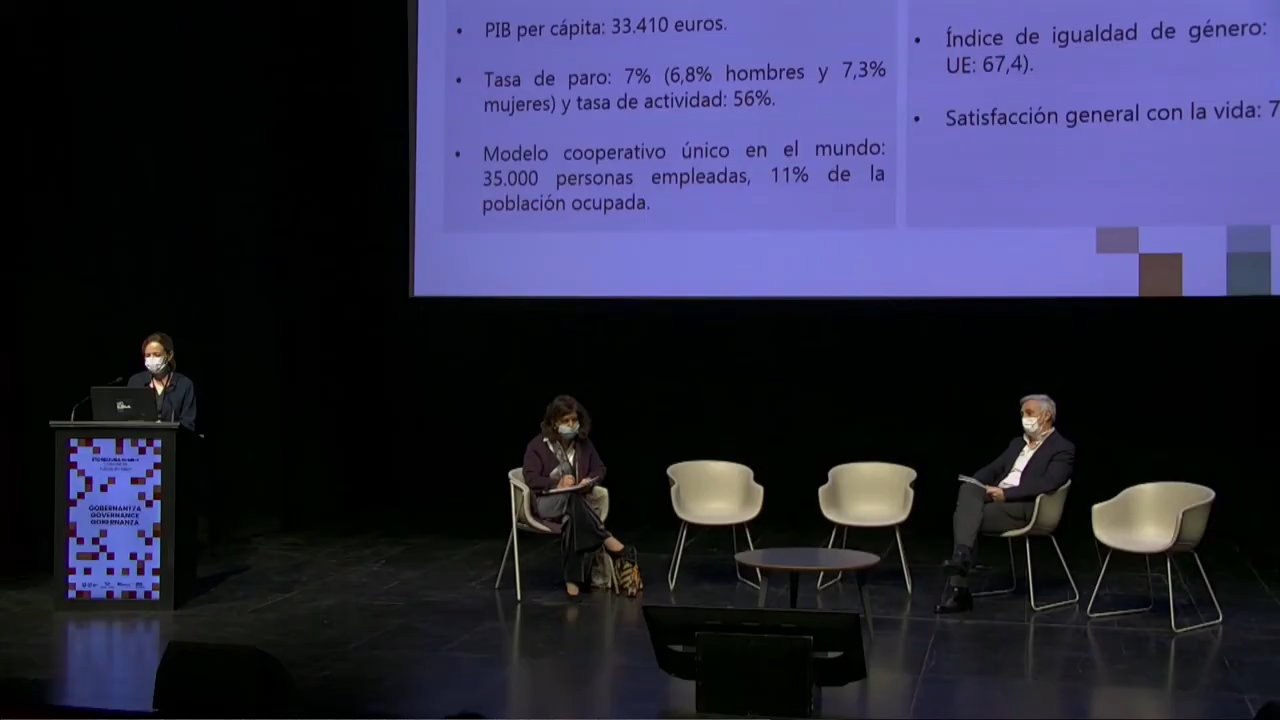 PIB per cápita: 33.410 euros.
Tasa de paro: 7% (6,8% hombres y 7,3%
mujeres) y tasa de actividad: 56%.
Modelo cooperativo único en el mundo:
35.000 personas empleadas, 11% de la
población ocupada.
Índice de igualdad de género:
UE: 67,4).
Satisfacción general con la vida: 7
GOBERNANTZA
GOVERNANCE
GOBERNANZA